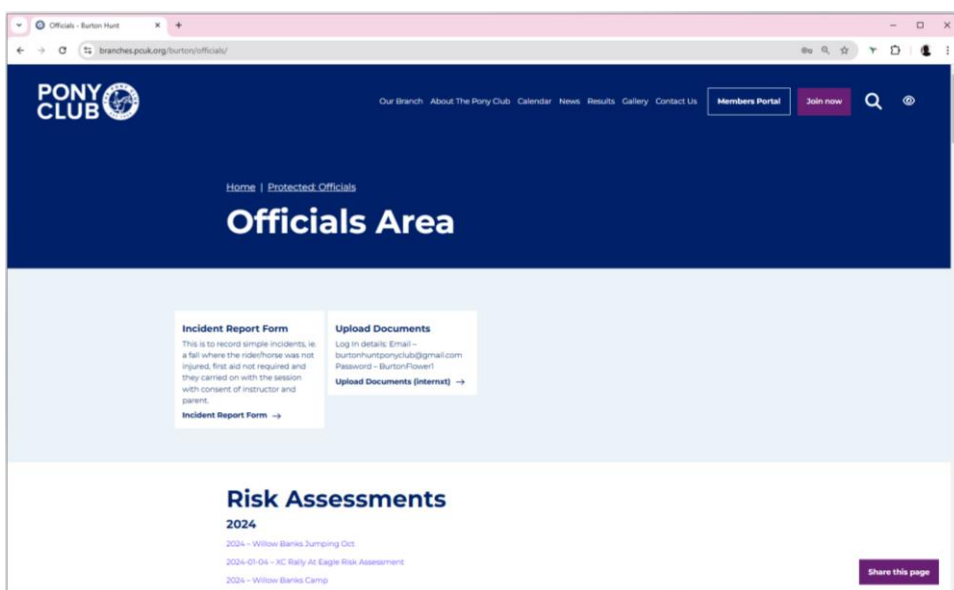 Officials - Burton Hunt
branches.pcuk.org/burton/officials/
PONY
CLUB
Our Branch About The Pony Club Calendar News Results Gallery Contact Us Members Portal Join now
Home | Protected: Officials
Officials Area
Incident Report Form
This is to record simple incidents, ie.
a fall where the rider/horse was not
injured, first aid not required and
they carried on with the session
with consent of instructor and
parent.
Incident Report Form →
Upload Documents
Log In details: Email –
burtonhuntponyclub@gmail.com
Password – BurtonFlower1
Upload Documents (internxt) →
Risk Assessments
2024
2024 – Willow Banks Jumping Oct
2024-01-04 – XC Rally At Eagle Risk Assessment
2024 – Willow Banks Camp
Share this page